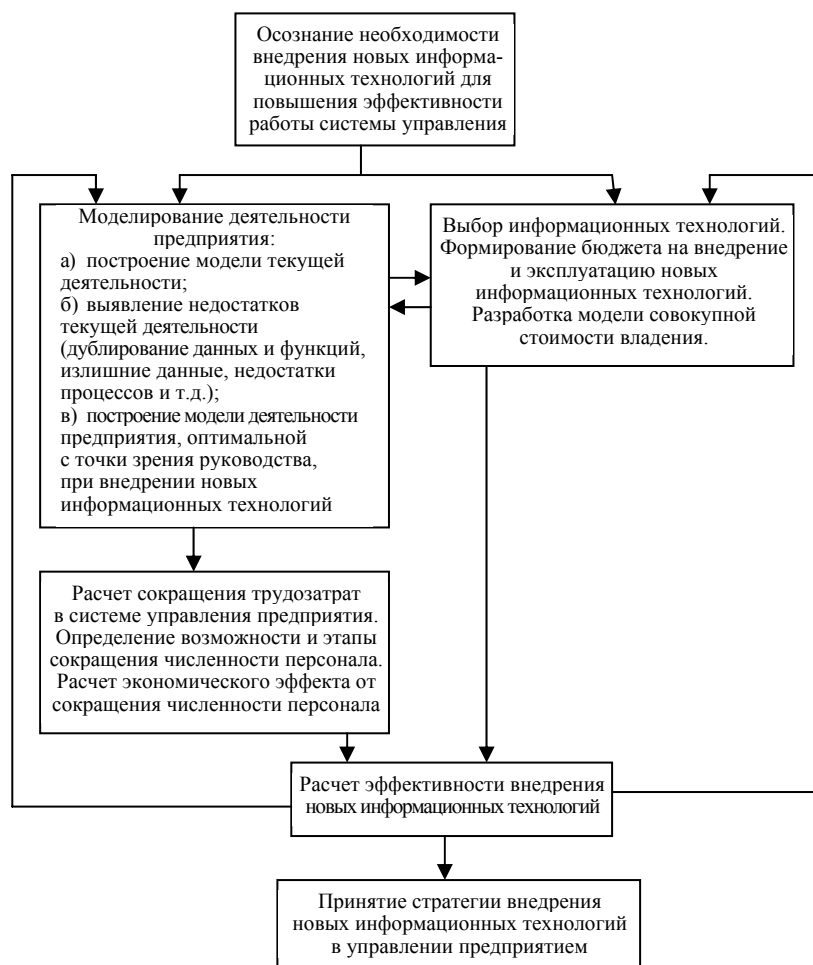 Осознание необходимости
внедрения новых информа-
ционных технологий для
повышения эффективности
работы системы управления
Моделирование деятельности
предприятия:
а) построение модели текущей
деятельности;
б) выявление недостатков
текущей деятельности
(дублирование данных и функций,
излишние данные, недостатки
процессов и т.д.);
в) построение модели деятельности
предприятия, оптимальной
с точки зрения руководства,
при внедрении новых
информационных технологий
Выбор информационных технологий.
Формирование бюджета на внедрение
и эксплуатацию новых
информационных технологий.
Разработка модели совокупной
стоимости владения.
Расчет сокращения трудозатрат
в системе управления предприятия.
Определение возможности и этапы
сокращения численности персонала.
Расчет экономического эффекта от
сокращения численности персонала
Расчет эффективности внедрения
новых информационных технологий
Принятие стратегии внедрения
новых информационных технологий
в управлении предприятием